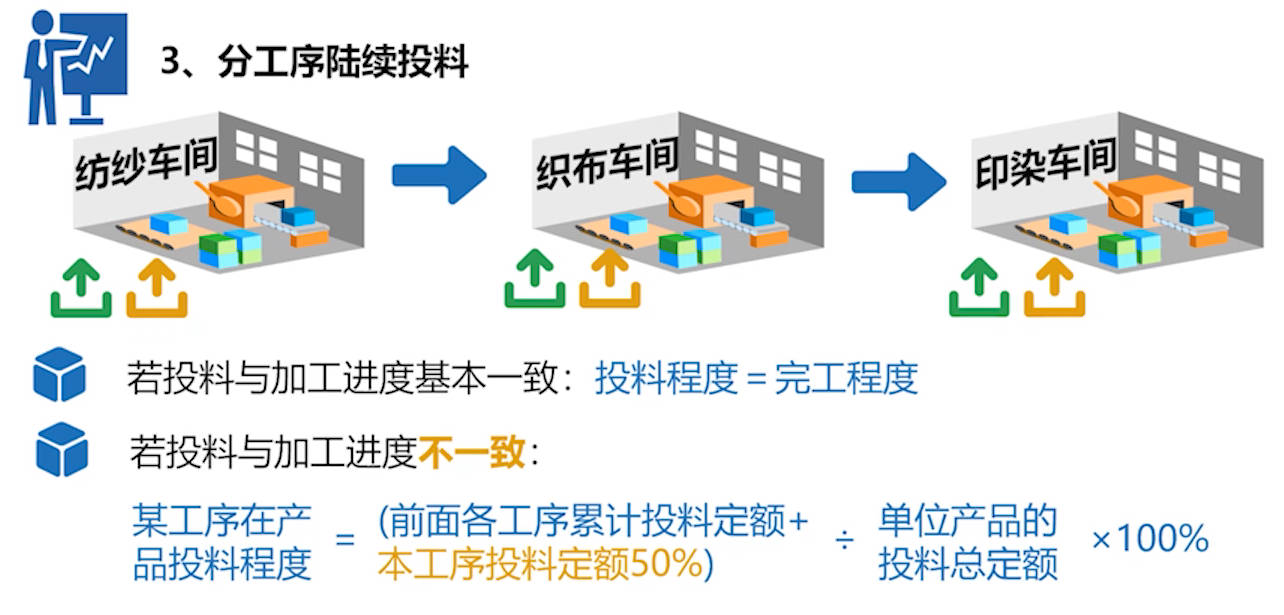 3、分工序陆续投料
纺纱车间
织布车间
印染车间
若投料与加工进度基本一致：投料程度 = 完工程度
若投料与加工进度不一致：
某工序在产
品投料程度
=
(前面各工序累计投料定额+
本工序投料定额50%)
÷
单位产品的
投料总定额
×100%